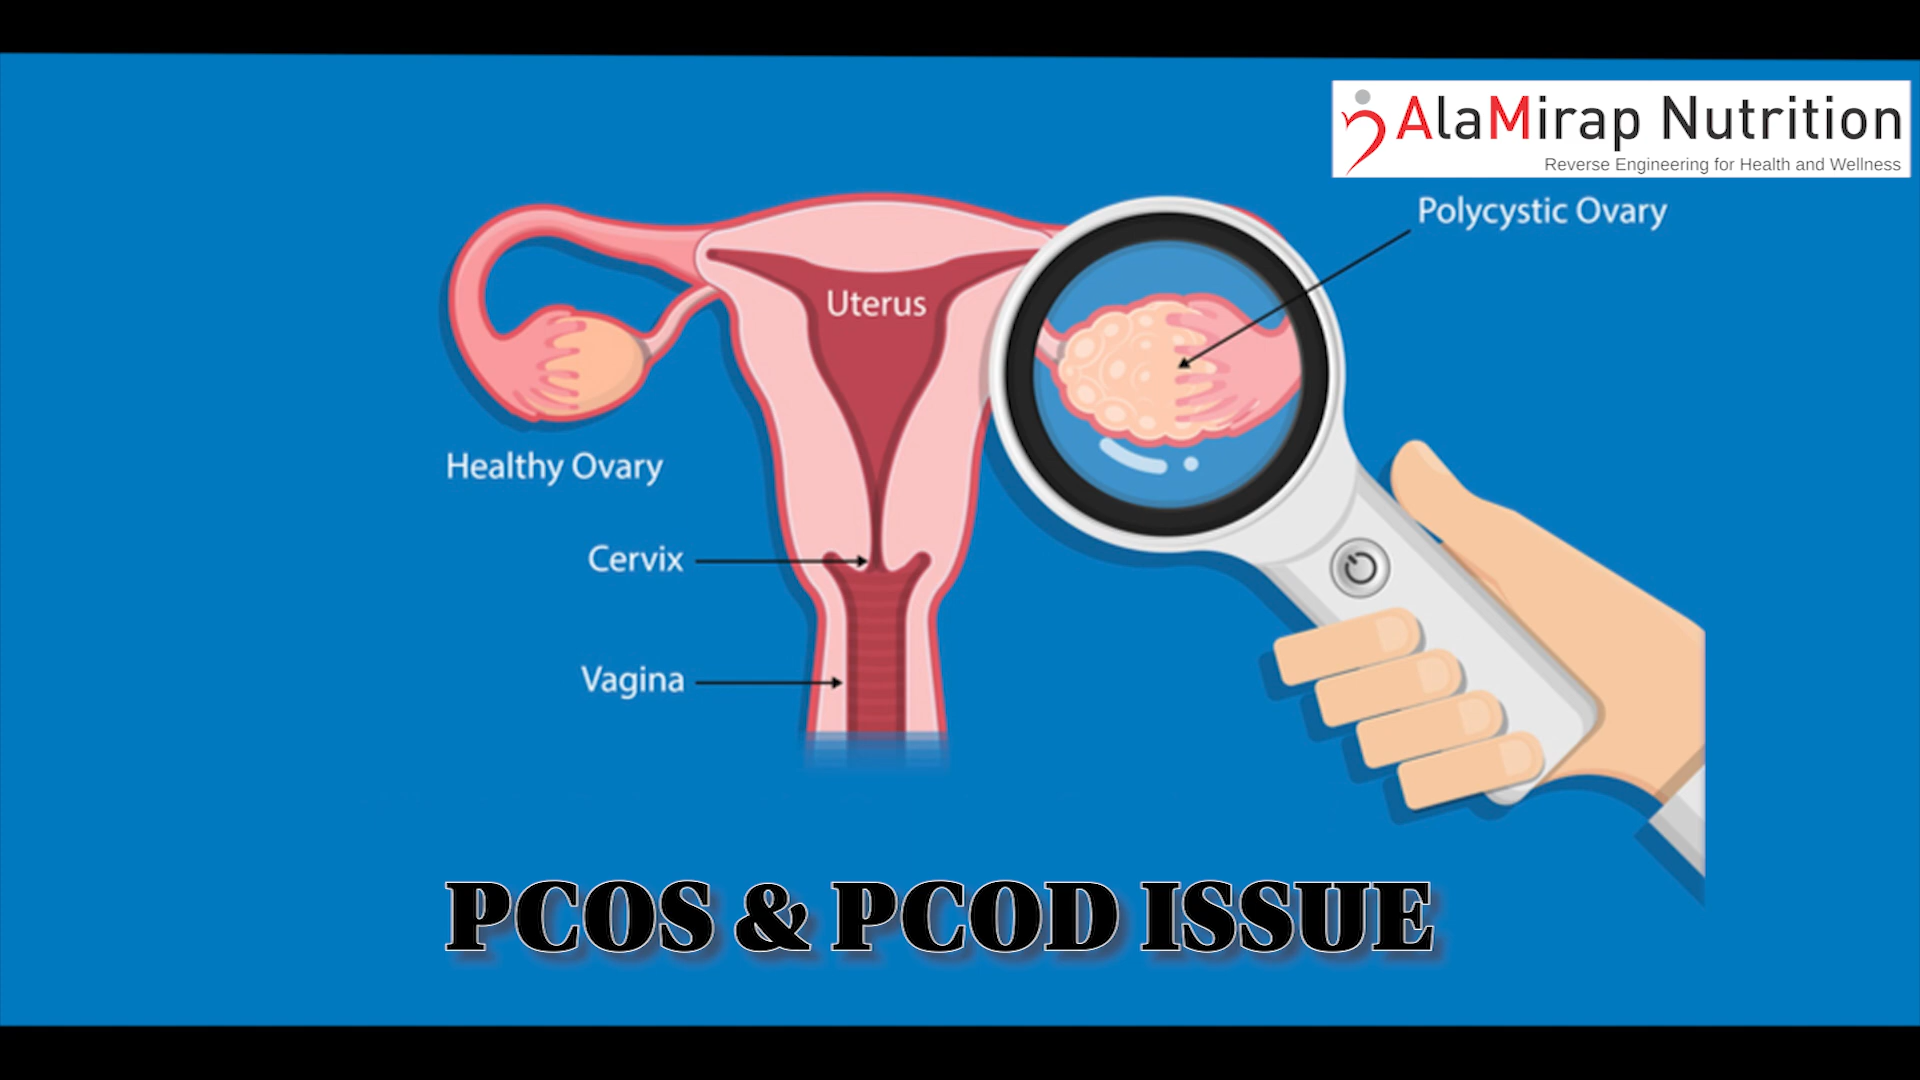 AlaMirap Nutrition
Reverse Engineering for Health and Wellness
Polycystic Ovary
Uterus
Healthy Ovary
Cervix
Vagina
PCOS & PCOD ISSUE